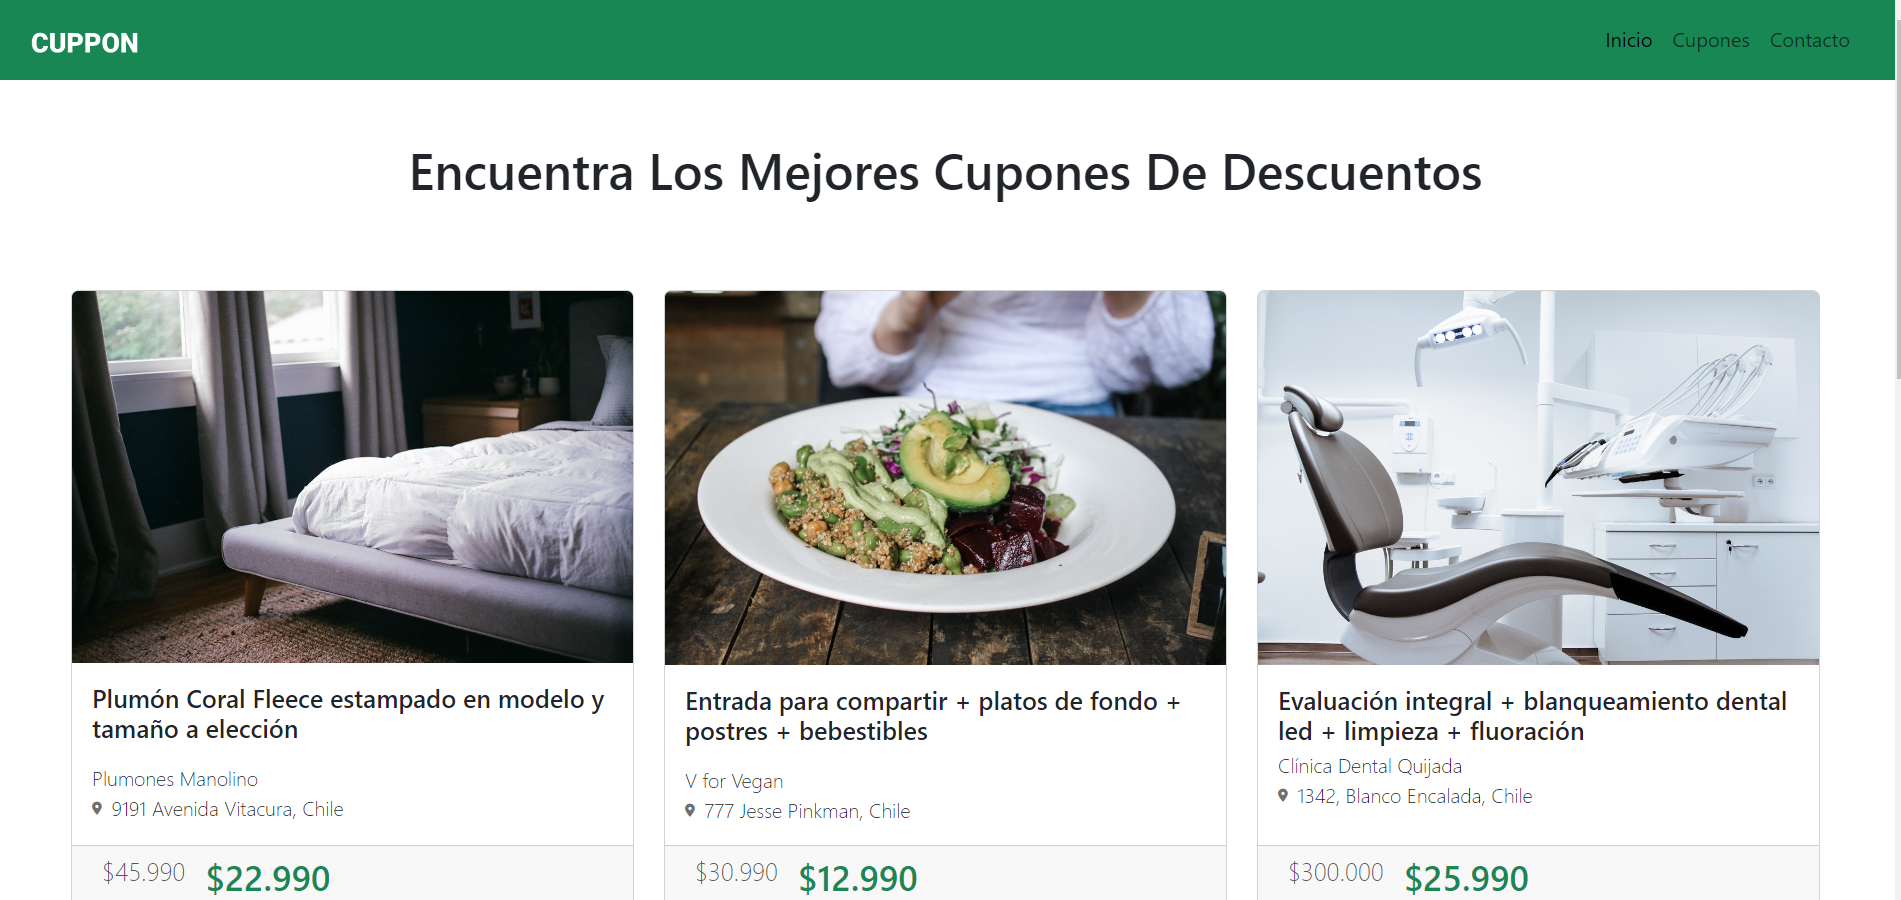 CUPPON
Inicio Cupones Contacto
Encuentra Los Mejores Cupones De Descuentos
Plumón Coral Fleece estampado en modelo y
tamaño a elección
Plumones Manolino
9191 Avenida Vitacura, Chile
$45.990 $22.990
Entrada para compartir + platos de fondo +
postres + bebestibles
V for Vegan
777 Jesse Pinkman, Chile
$30.990 $12.990
Evaluación integral + blanqueamiento dental
led + limpieza + fluoración
Clínica Dental Quijada
1342, Blanco Encalada, Chile
$300.000 $25.990